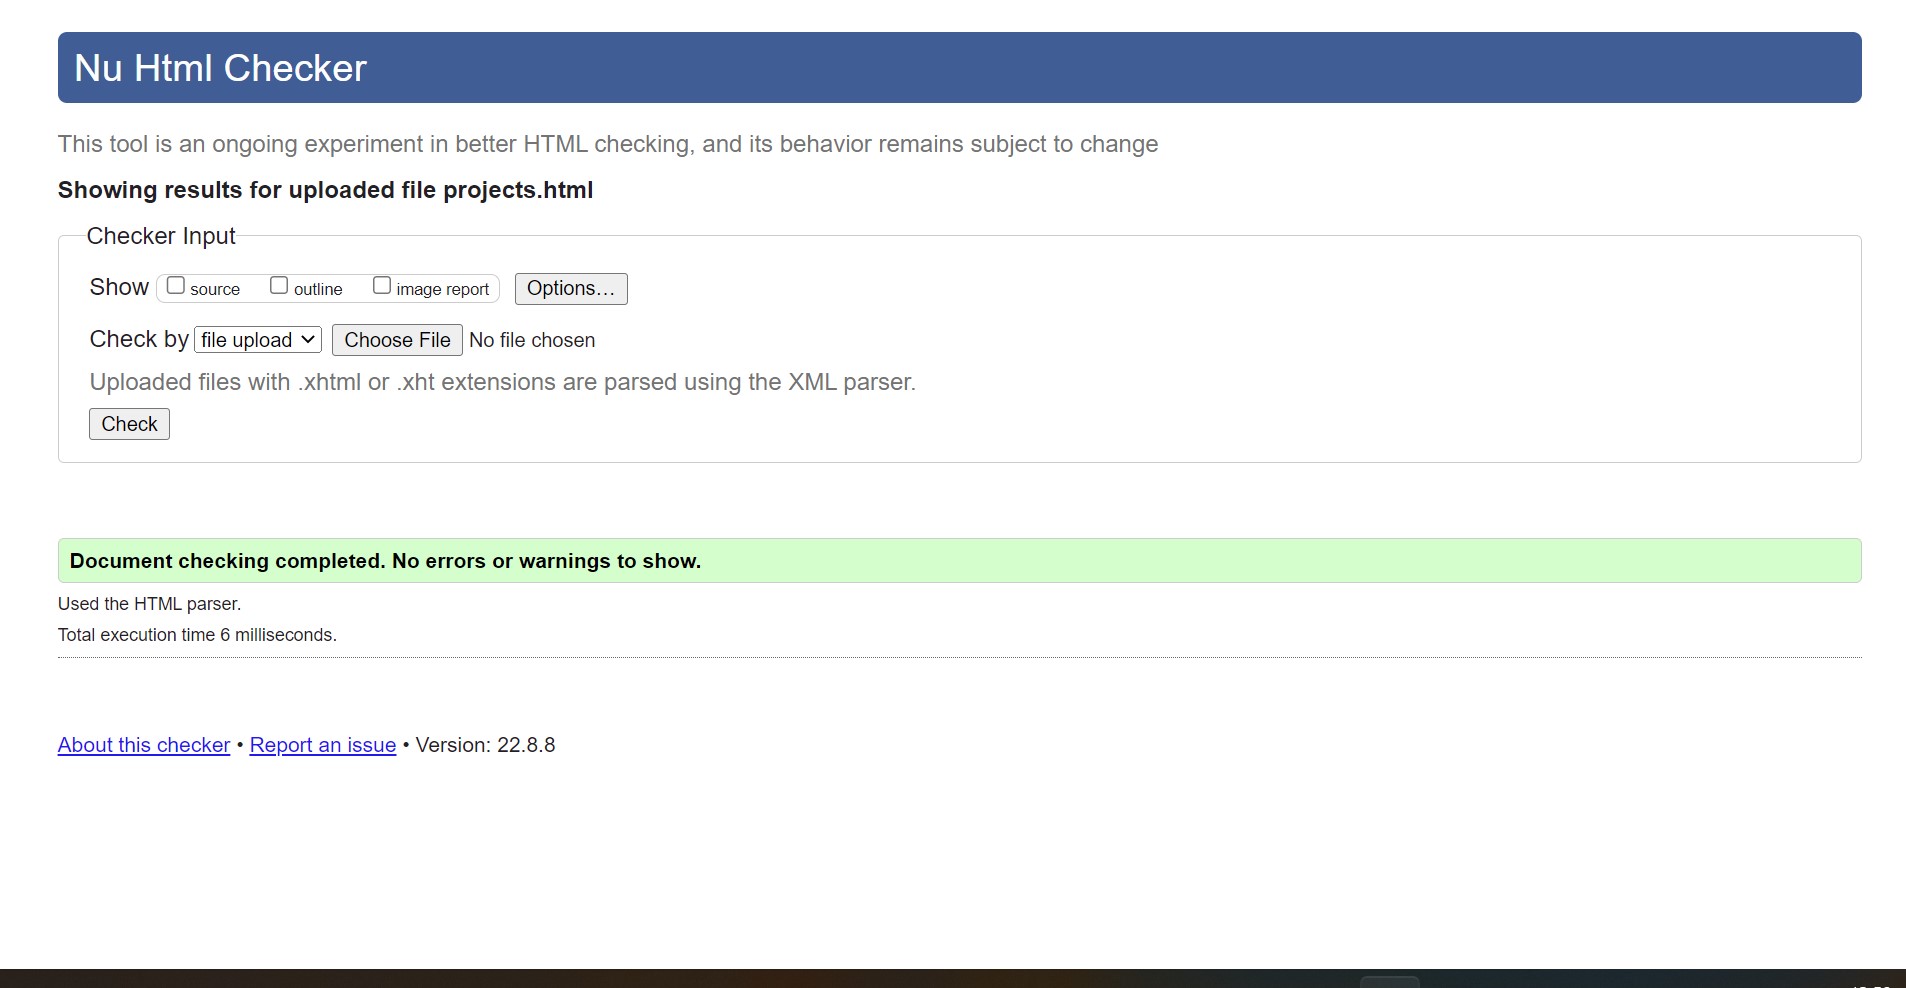 Nu Html Checker
This tool is an ongoing experiment in better HTML checking, and its behavior remains subject to change
Showing results for uploaded file projects.html
Checker Input
Show source outline image report Options...
Check by file upload Choose File No file chosen
Uploaded files with .xhtml or .xht extensions are parsed using the XML parser.
Check
Document checking completed. No errors or warnings to show.
Used the HTML parser.
Total execution time 6 milliseconds.
About this checker • Report an issue • Version: 22.8.8